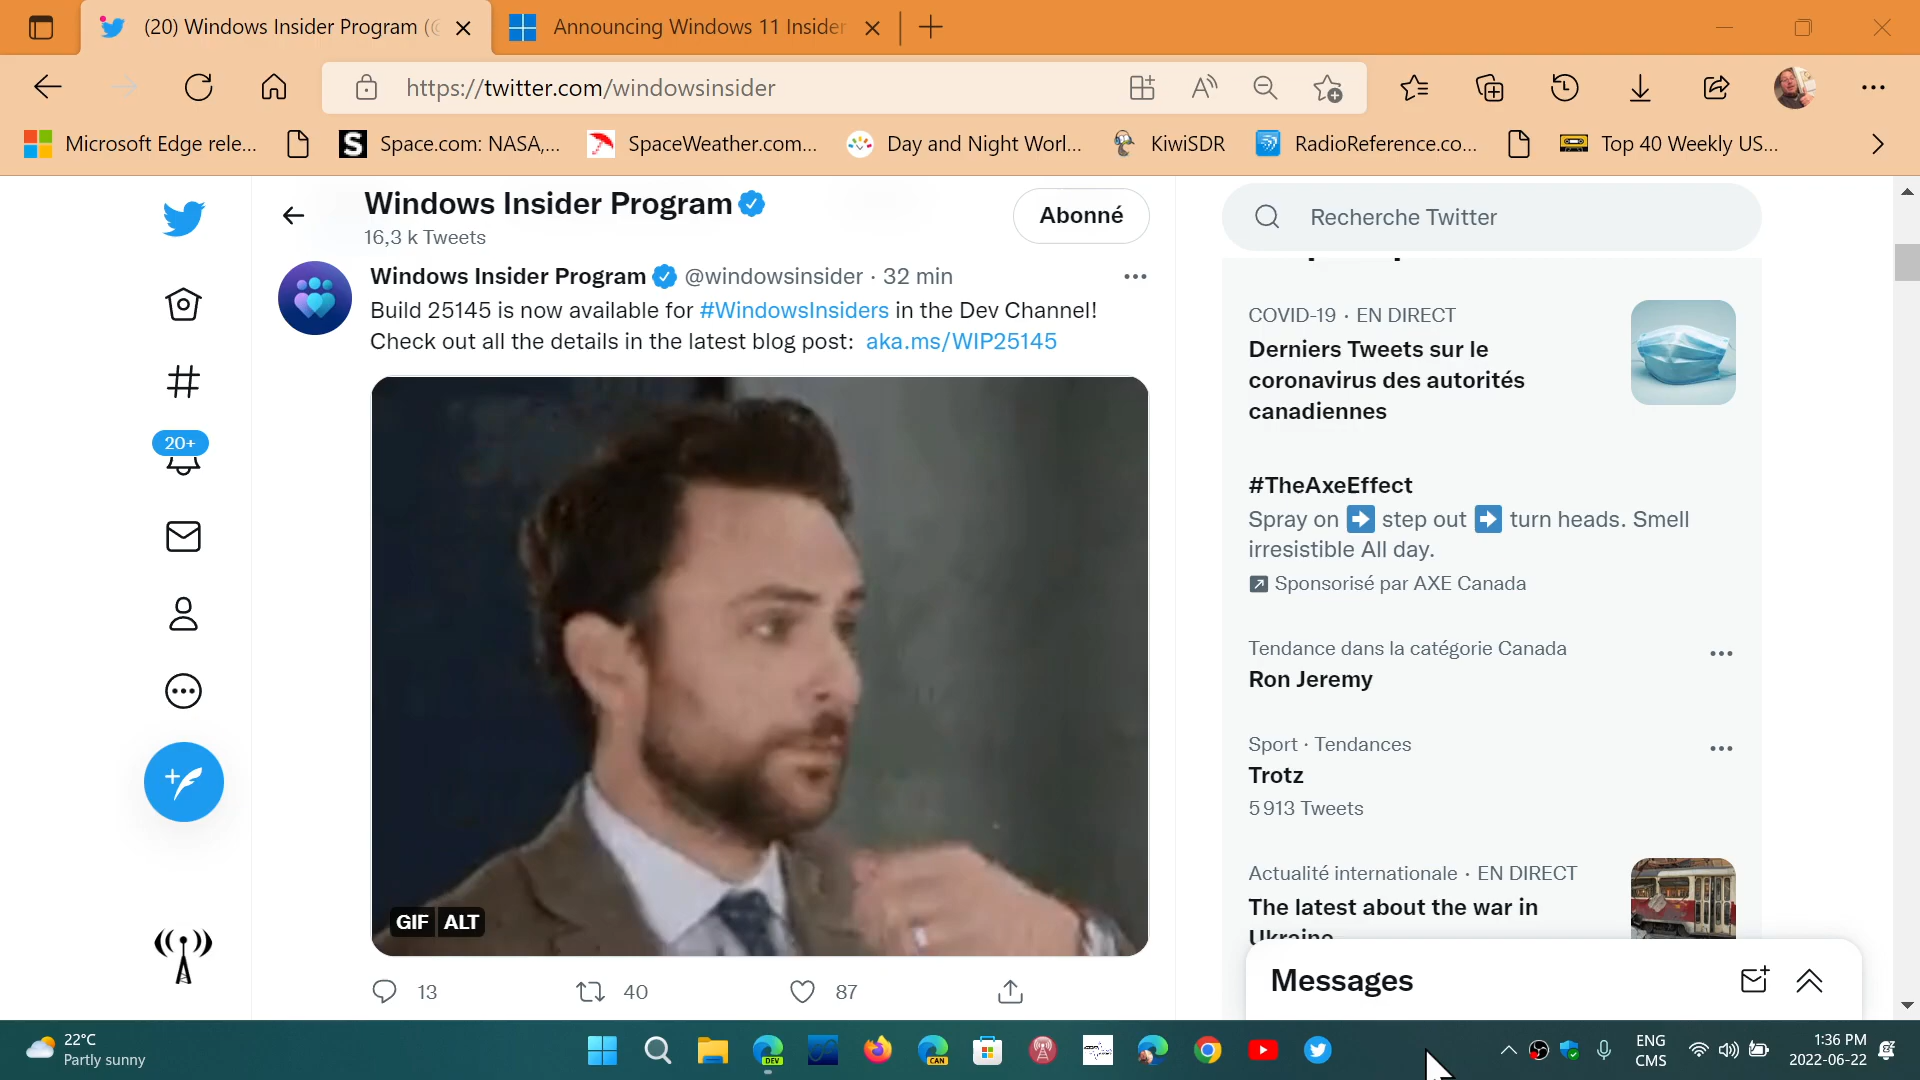 (20) Windows Insider Program (
Announcing Windows 11 Insider
https://twitter.com/windowsinsider
Microsoft Edge rele...
Space.com: NASA,...
SpaceWeather.com...
Day and Night Worl...
KiwiSDR
RadioReference.co...
Top 40 Weekly US...
Windows Insider Program
16,3 k Tweets
Abonné
Recherche Twitter
Windows Insider Program @windowsinsider · 32 min
Build 25145 is now available for #WindowsInsiders in the Dev Channel!
Check out all the details in the latest blog post: aka.ms/WIP25145
GIF ALT
13
40
87
20+
COVID-19 · EN DIRECT
Derniers Tweets sur le
coronavirus des autorités
canadiennes
#TheAxeEffect
Spray on ➡ step out ➡ turn heads. Smell
irresistible All day.
Sponsorisé par AXE Canada
Tendance dans la catégorie Canada
Ron Jeremy
Sport · Tendances
Trotz
5 913 Tweets
Actualité internationale · EN DIRECT
The latest about the war in
Ukraine
Messages
22°C
Partly sunny
DEV
CAN
ENG
CMS
1:36 PM
2022-06-22